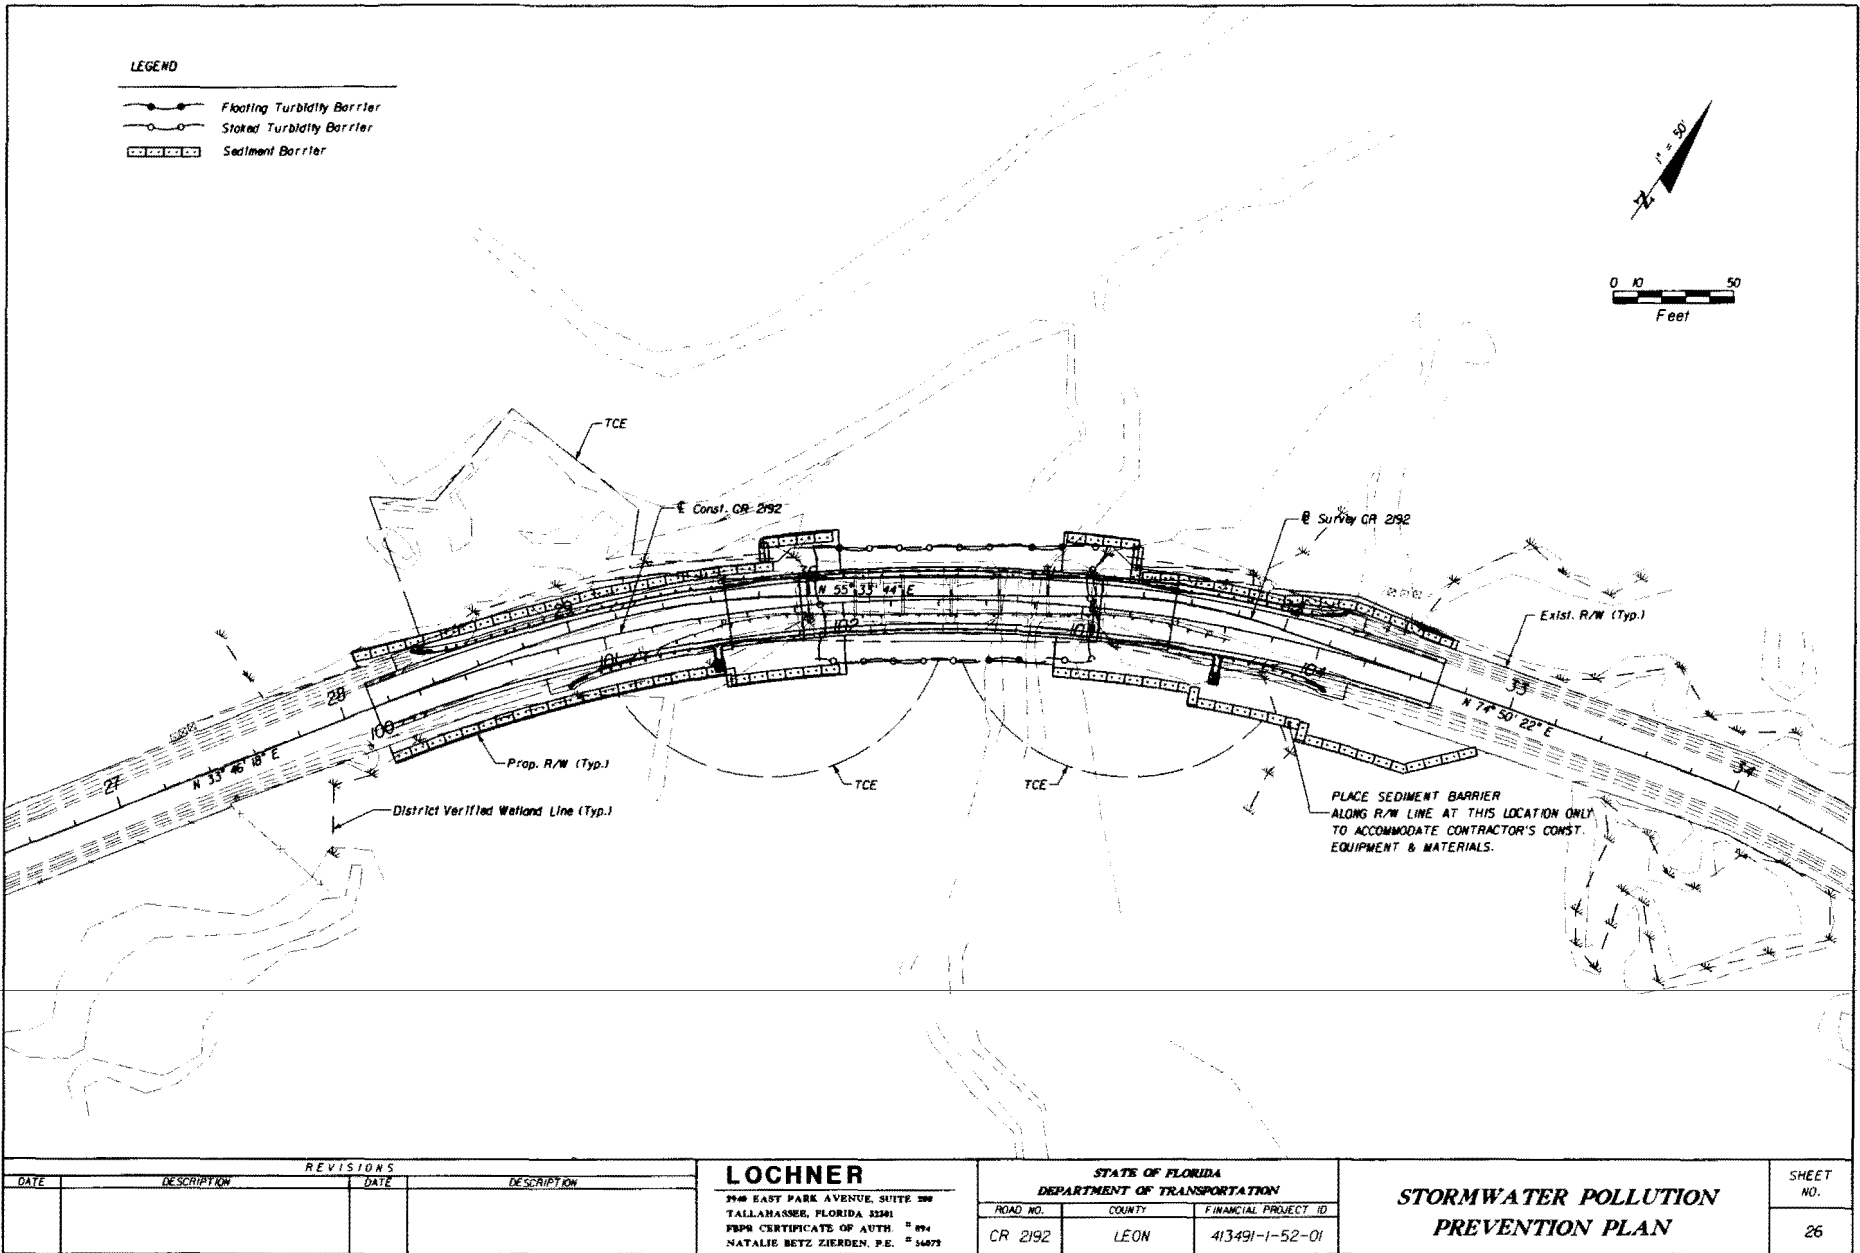 LEGEND
Floating Turbidity Barrier
Staked Turbidity Barrier
Sediment Barrier
1" = 50'
N
0 10 50
Feet
TCE
℄ Const. CR 2192
Survey CR 2192
N 55° 33' 44" E
Exist. R/W (Typ.)
29
102
101
104
28
33
100
N 74° 50' 22" E
27
N 33° 46' 18" E
34
Prop. R/W (Typ.)
TCE
TCE
District Verified Wetland Line (Typ.)
PLACE SEDIMENT BARRIER
ALONG R/W LINE AT THIS LOCATION ONLY
TO ACCOMMODATE CONTRACTOR'S CONST.
EQUIPMENT & MATERIALS.
REVISIONS
DATE DESCRIPTION DATE DESCRIPTION
LOCHNER
EAST PARK AVENUE, SUITE
TALLAHASSEE, FLORIDA 32301
CERTIFICATE OF AUTH. # 894
NATALIE BETZ ZIERDEN, P.E. #
STATE OF FLORIDA
DEPARTMENT OF TRANSPORTATION
ROAD NO. COUNTY FINANCIAL PROJECT ID
CR 2192 LEON 413491-1-52-01
STORMWATER POLLUTION
PREVENTION PLAN
SHEET
NO.
26